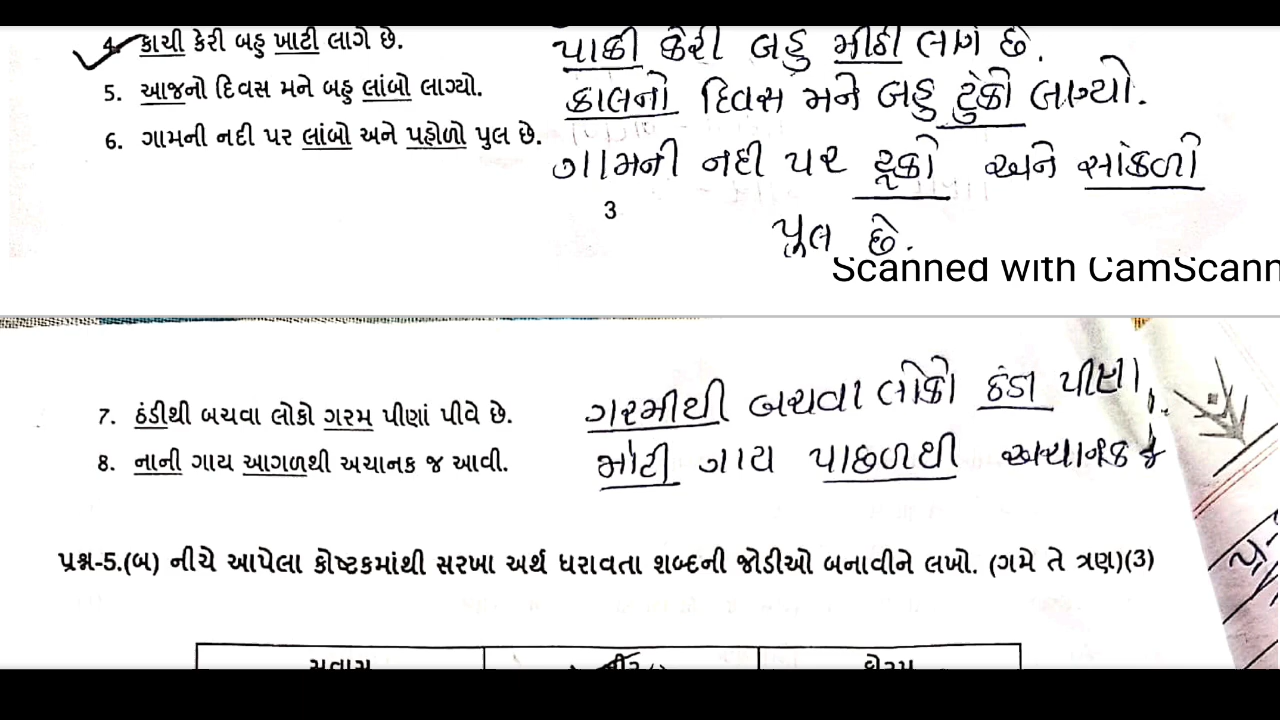 4. કાચી કેરી બહુ ખાટી લાગે છે.
પાકી કેરી બહુ મીઠી લાગે છે.
5. આજનો દિવસ મને બહુ લાંબો લાગ્યો.
કાલનો દિવસ મને બહુ ટુંકો લાગ્યો.
6. ગામની નદી પર લાંબો અને પહોળો પુલ છે.
ગામની નદી પર ટૂકો અને સાંકળો
3
પૂલ છે.
Scanned with CamScann
7. ઠંડીથી બચવા લોકો ગરમ પીણાં પીવે છે.
ગરમીથી બચવા લોકો ઠંડા પીણા
8. નાની ગાય આગળથી અચાનક જ આવી.
મોટી ગાય પાછળથી અચાનક જ
પ્રશ્ન-5.(બ) નીચે આપેલા કોષ્ટકમાંથી સરખા અર્થ ધરાવતા શબ્દની જોડીઓ બનાવીને લખો. (ગમે તે ત્રણ)(3)